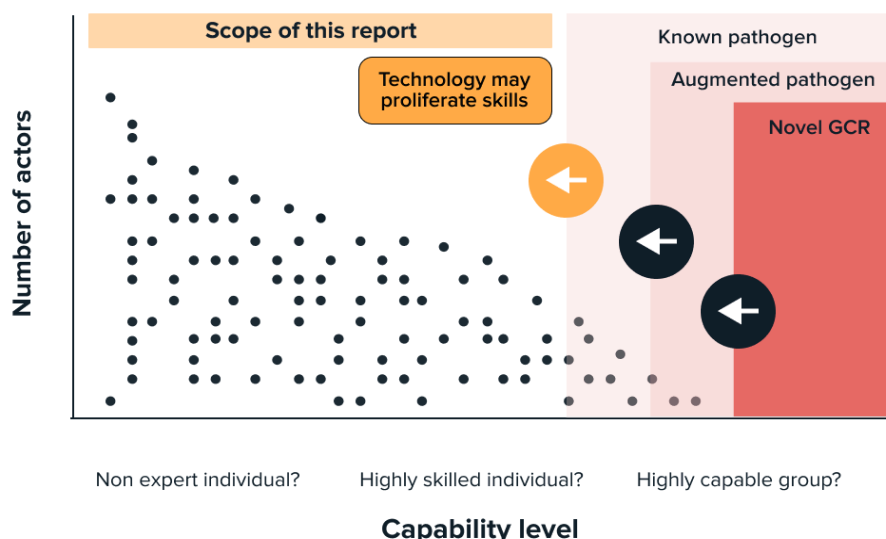 Scope of this report
Known pathogen
Technology may
proliferate skills
Augmented pathogen
Novel GCR
Number of actors
Non expert individual?
Highly skilled individual?
Highly capable group?
Capability level